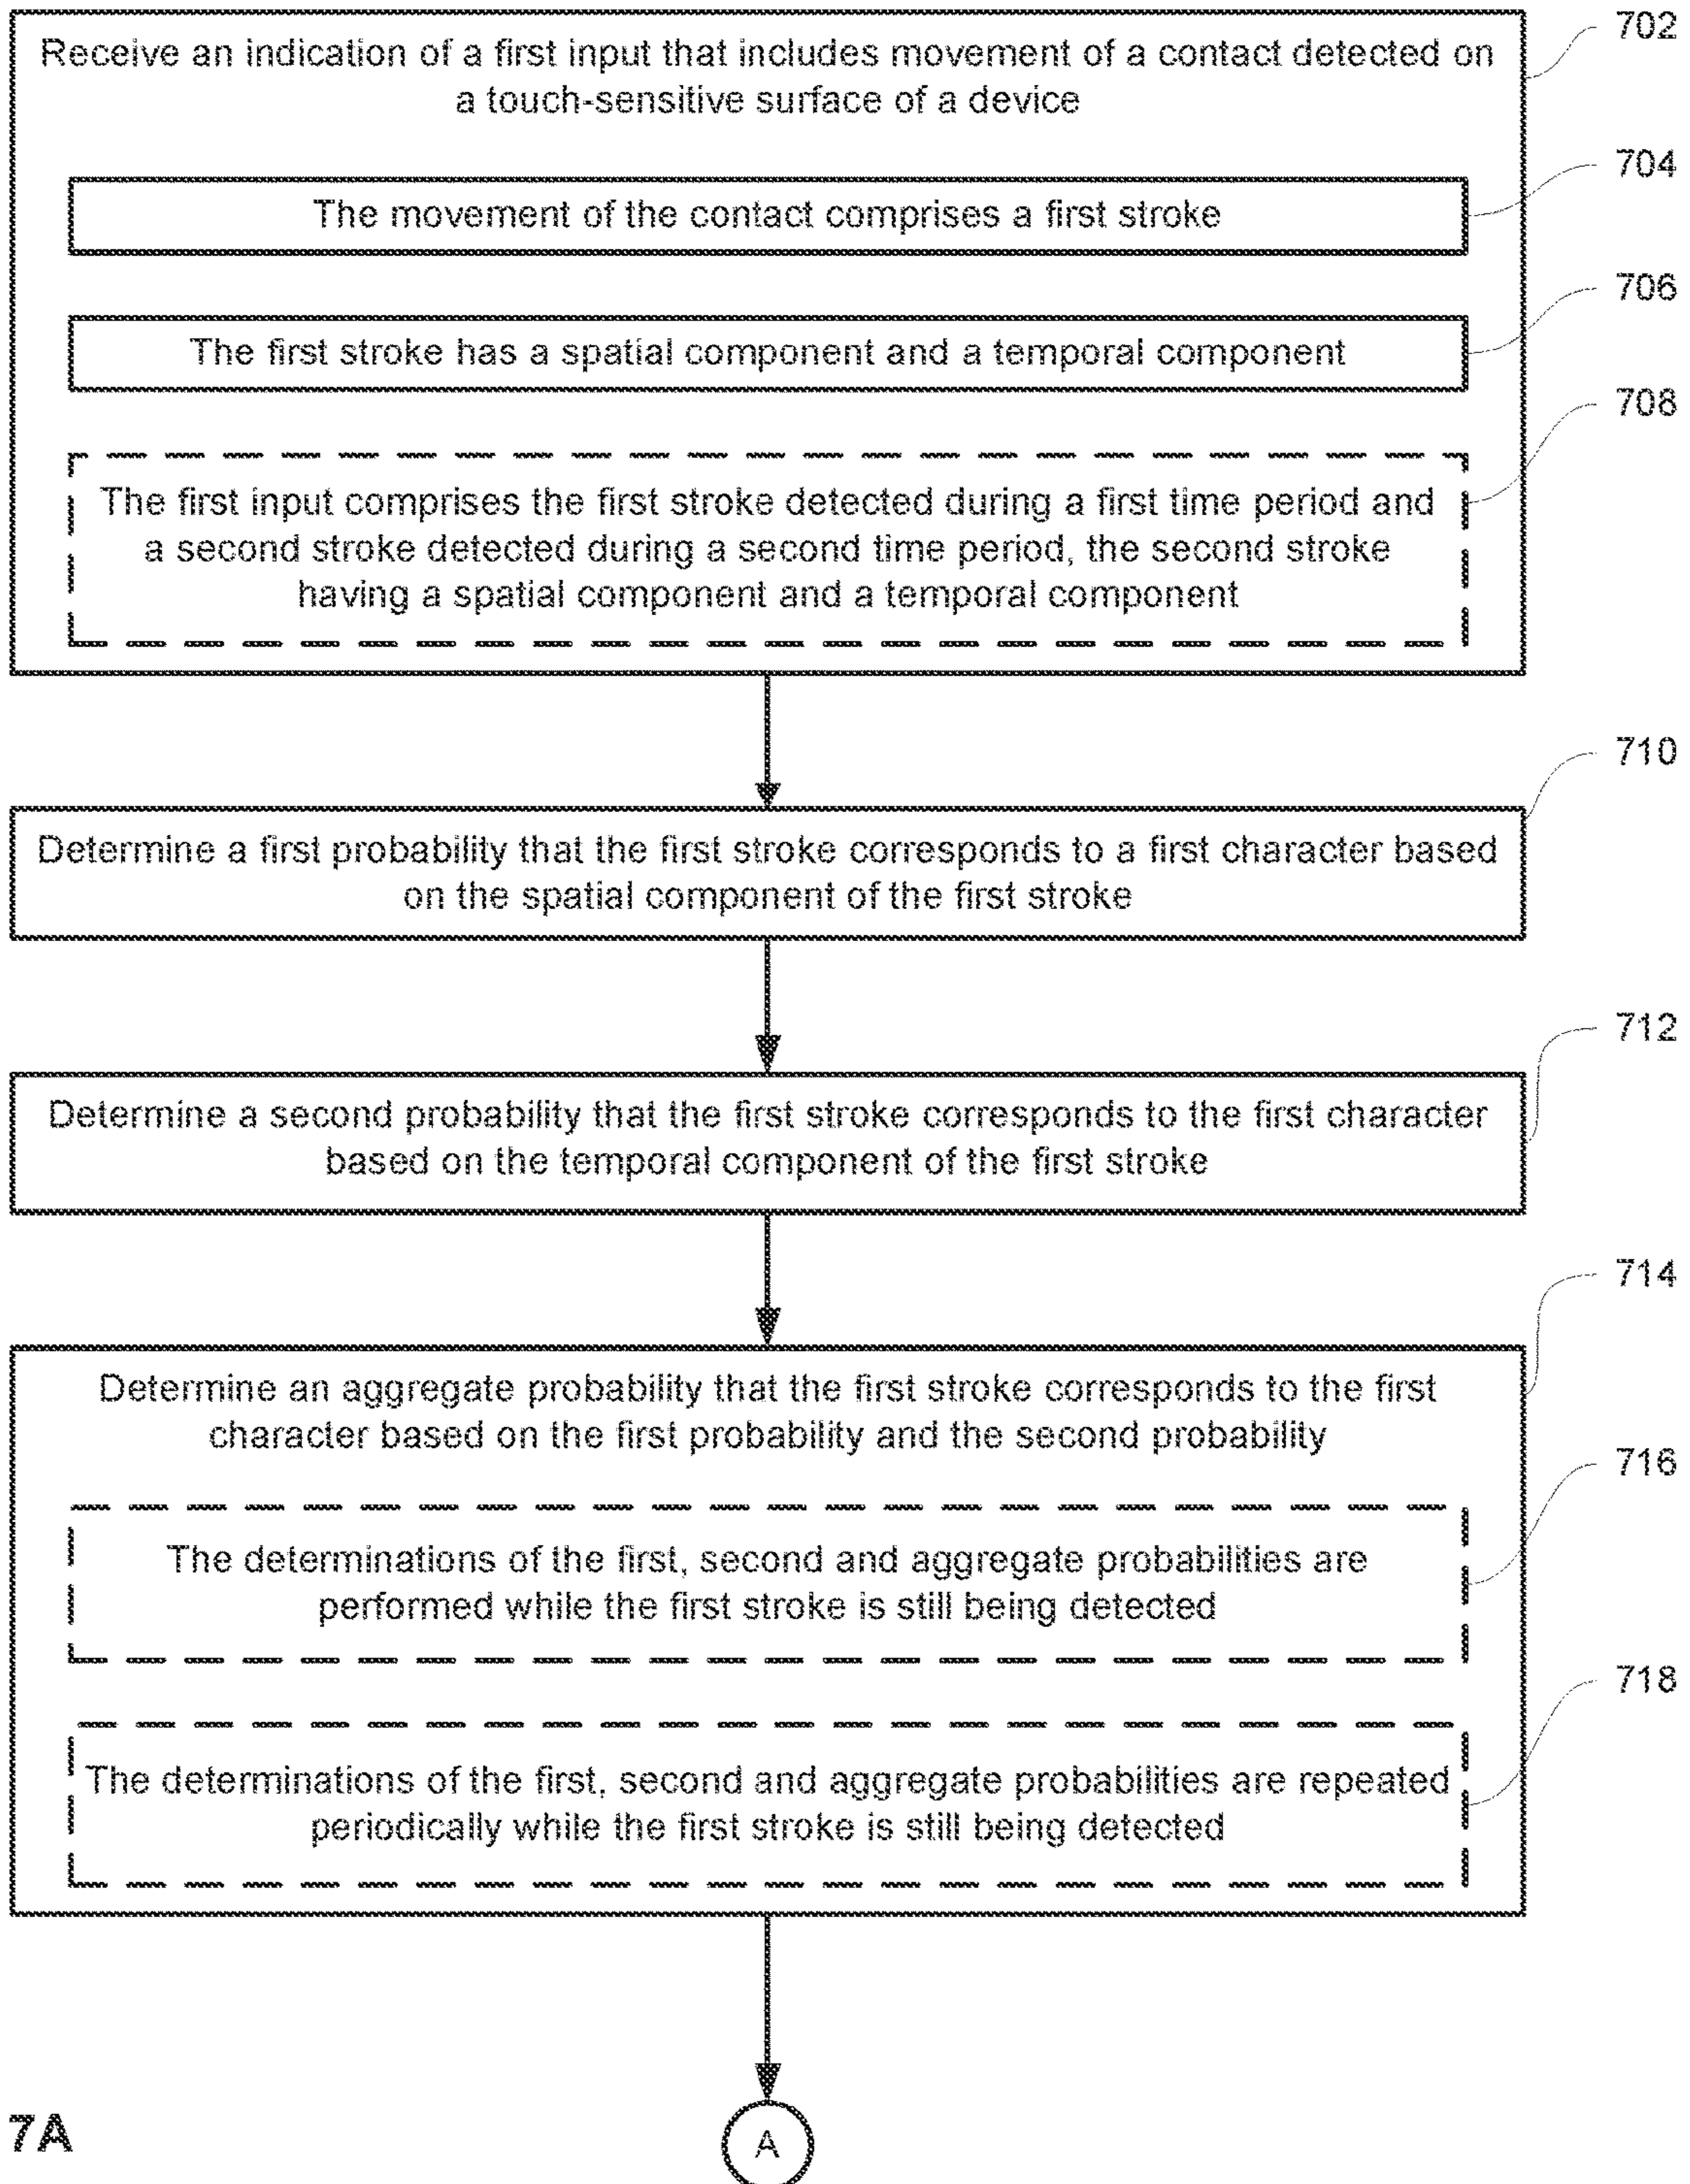 702
Receive an indication of a first input that includes movement of a contact detected on
a touch-sensitive surface of a device
704
The movement of the contact comprises a first stroke
706
The first stroke has a spatial component and a temporal component
708
The first input comprises the first stroke detected during a first time period and
a second stroke detected during a second time period, the second stroke
having a spatial component and a temporal component
710
Determine a first probability that the first stroke corresponds to a first character based
on the spatial component of the first stroke
712
Determine a second probability that the first stroke corresponds to the first character
based on the temporal component of the first stroke
714
Determine an aggregate probability that the first stroke corresponds to the first
character based on the first probability and the second probability
716
The determinations of the first, second and aggregate probabilities are
performed while the first stroke is still being detected
718
The determinations of the first, second and aggregate probabilities are repeated
periodically while the first stroke is still being detected
7A
A